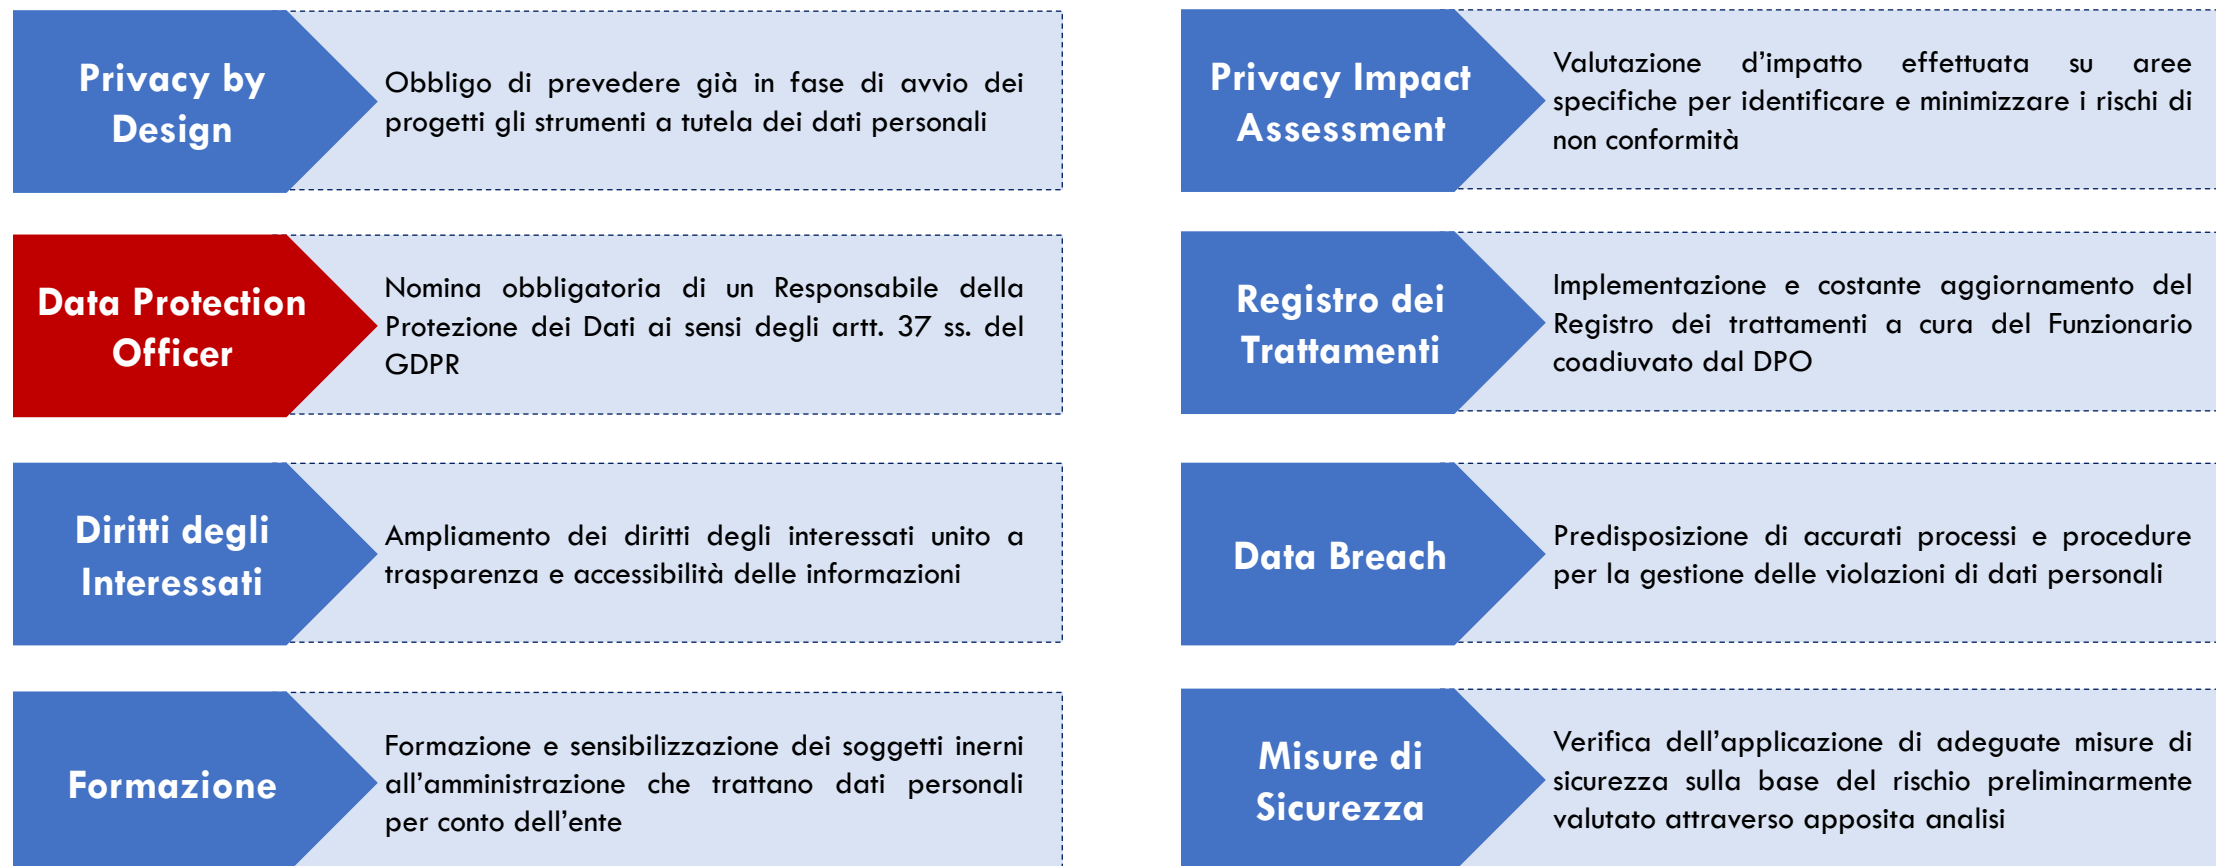 Privacy by
Design
Obbligo di prevedere già in fase di avvio dei
progetti gli strumenti a tutela dei dati personali
Privacy Impact
Assessment
Valutazione d’impatto effettuata su aree
specifiche per identificare e minimizzare i rischi di
non conformità
Data Protection
Officer
Nomina obbligatoria di un Responsabile della
Protezione dei Dati ai sensi degli artt. 37 ss. del
GDPR
Registro dei
Trattamenti
Implementazione e costante aggiornamento del
Registro dei trattamenti a cura del Funzionario
coadiuvato dal DPO
Diritti degli
Interessati
Ampliamento dei diritti degli interessati unito a
trasparenza e accessibilità delle informazioni
Data Breach
Predisposizione di accurati processi e procedure
per la gestione delle violazioni di dati personali
Formazione
Formazione e sensibilizzazione dei soggetti inerni
all’amministrazione che trattano dati personali
per conto dell’ente
Misure di
Sicurezza
Verifica dell’applicazione di adeguate misure di
sicurezza sulla base del rischio preliminarmente
valutato attraverso apposita analisi